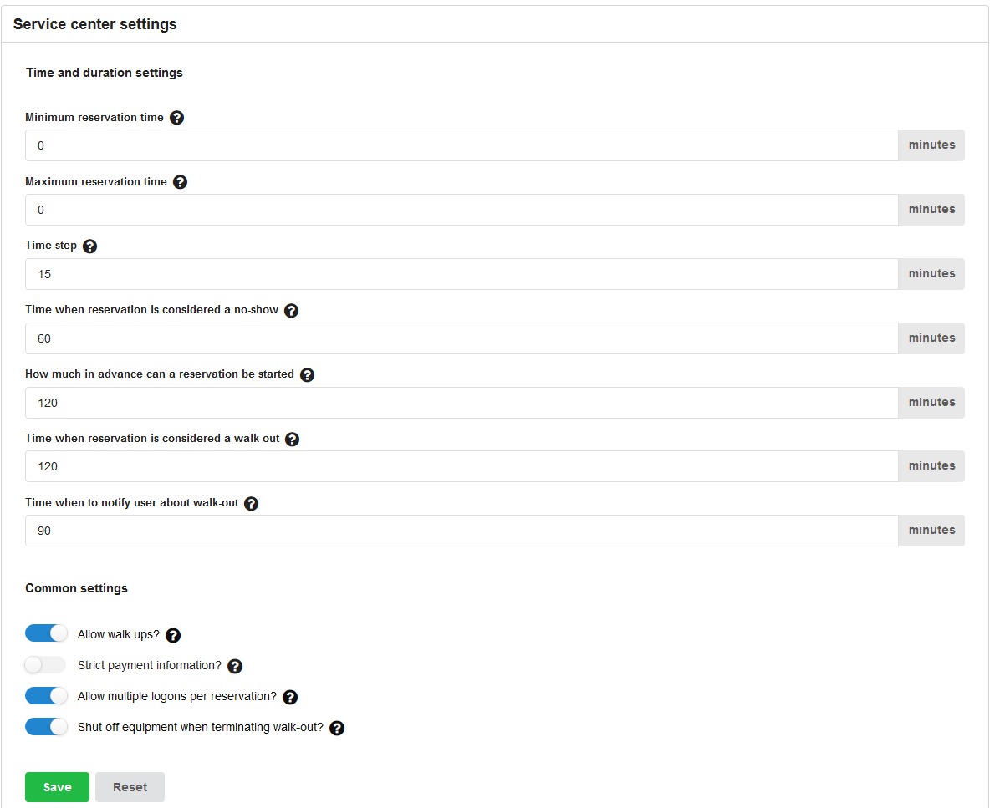 Service center settings
Time and duration settings
Minimum reservation time ?
0 minutes
Maximum reservation time ?
0 minutes
Time step ?
15 minutes
Time when reservation is considered a no-show ?
60 minutes
How much in advance can a reservation be started ?
120 minutes
Time when reservation is considered a walk-out ?
120 minutes
Time when to notify user about walk-out ?
90 minutes
Common settings
Allow walk ups? ?
Strict payment information? ?
Allow multiple logons per reservation? ?
Shut off equipment when terminating walk-out? ?
Save Reset